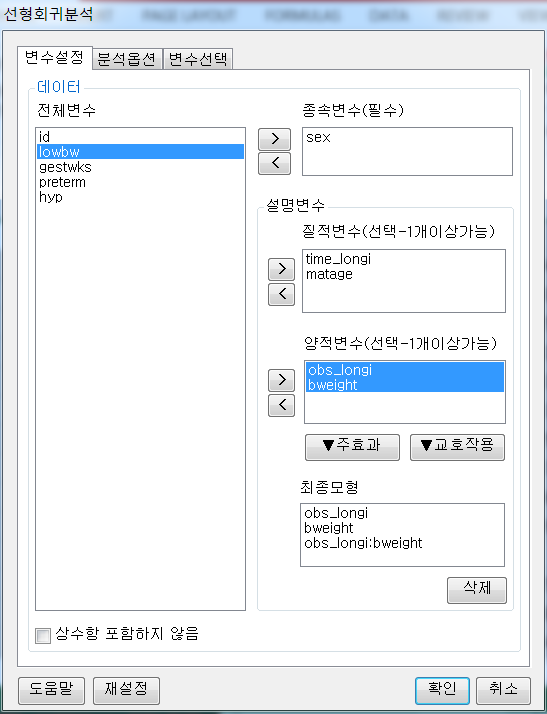 선형회귀분석
PAGE LAYOUT FORMULAS DATA REVIEW
변수설정 분석옵션 변수선택
데이터
전체변수
id
lowbw
gestwks
preterm
hyp
종속변수(필수)
>
<
sex
설명변수
질적변수(선택-1개이상가능)
>
<
time_longi
matage
양적변수(선택-1개이상가능)
>
<
obs_longi
bweight
▼주효과 ▼교호작용
최종모형
obs_longi
bweight
obs_longi:bweight
삭제
상수항 포함하지 않음
도움말 재설정 확인 취소